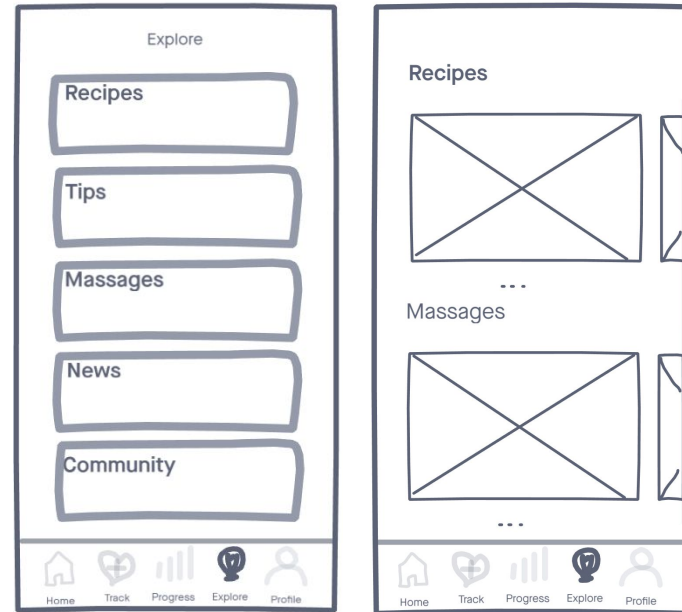 Explore
Recipes
Tips
Massages
News
Community
Home Track Progress Explore Profile
Recipes
...
Massages
...
Home Track Progress Explore Profile